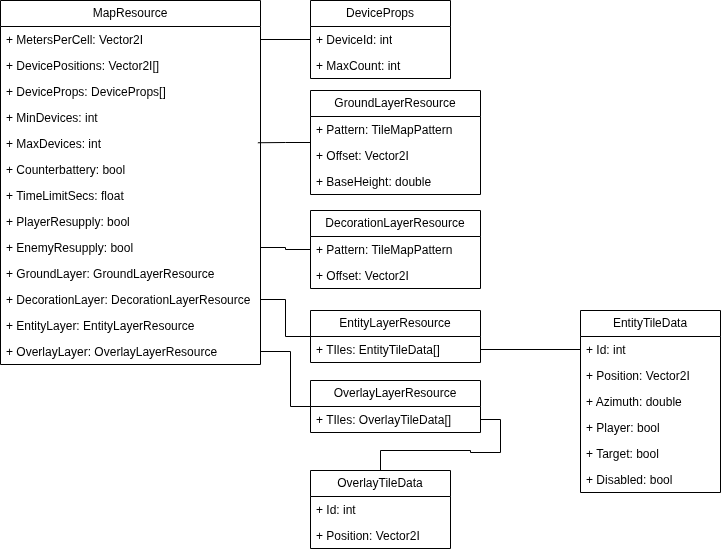 MapResource
+ MetersPerCell: Vector2I
+ DevicePositions: Vector2I[]
+ DeviceProps: DeviceProps[]
+ MinDevices: int
+ MaxDevices: int
+ Counterbattery: bool
+ TimeLimitSecs: float
+ PlayerResupply: bool
+ EnemyResupply: bool
+ GroundLayer: GroundLayerResource
+ DecorationLayer: DecorationLayerResource
+ EntityLayer: EntityLayerResource
+ OverlayLayer: OverlayLayerResource
DeviceProps
+ DeviceId: int
+ MaxCount: int
GroundLayerResource
+ Pattern: TileMapPattern
+ Offset: Vector2I
+ BaseHeight: double
DecorationLayerResource
+ Pattern: TileMapPattern
+ Offset: Vector2I
EntityLayerResource
+ TIles: EntityTileData[]
OverlayLayerResource
+ TIles: OverlayTileData[]
OverlayTileData
+ Id: int
+ Position: Vector2I
EntityTileData
+ Id: int
+ Position: Vector2I
+ Azimuth: double
+ Player: bool
+ Target: bool
+ Disabled: bool